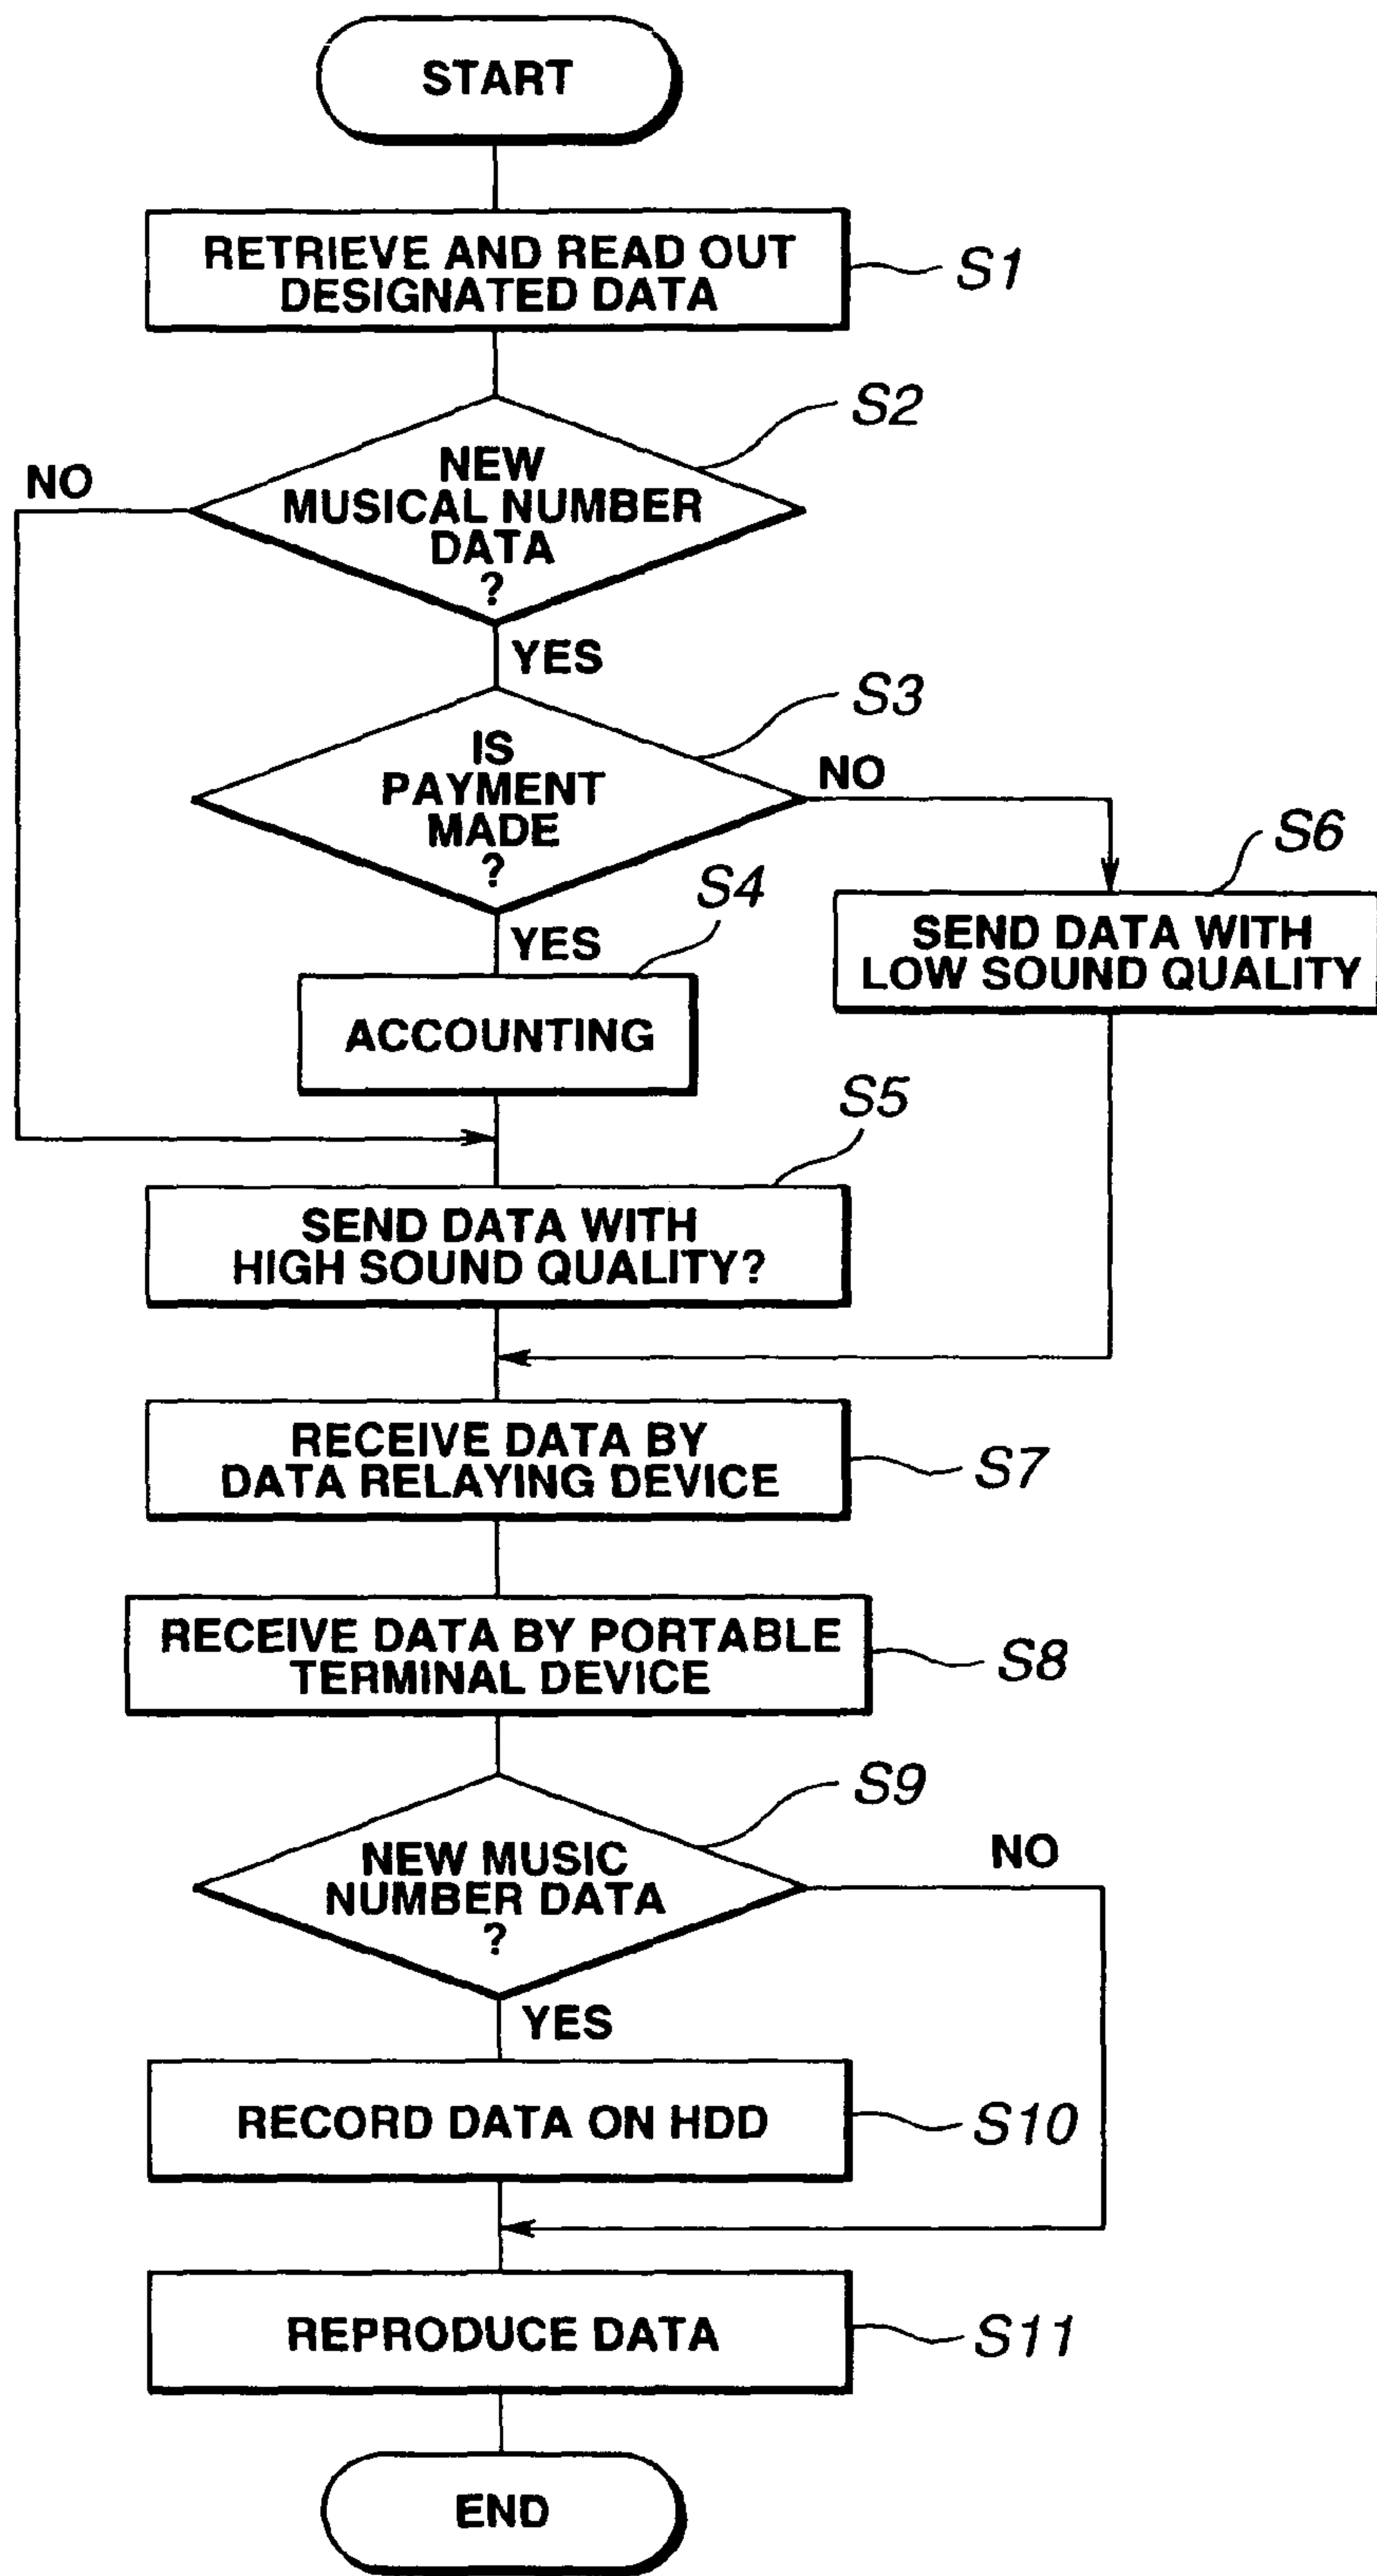 START
RETRIEVE AND READ OUT
DESIGNATED DATA
S1
S2
NO
NEW
MUSICAL NUMBER
DATA
?
YES
S3
IS
PAYMENT
MADE
?
NO
S4
S6
YES
SEND DATA WITH
LOW SOUND QUALITY
ACCOUNTING
S5
SEND DATA WITH
HIGH SOUND QUALITY?
RECEIVE DATA BY
DATA RELAYING DEVICE
S7
RECEIVE DATA BY PORTABLE
TERMINAL DEVICE
S8
S9
NEW MUSIC
NUMBER DATA
?
NO
YES
RECORD DATA ON HDD
S10
REPRODUCE DATA
S11
END